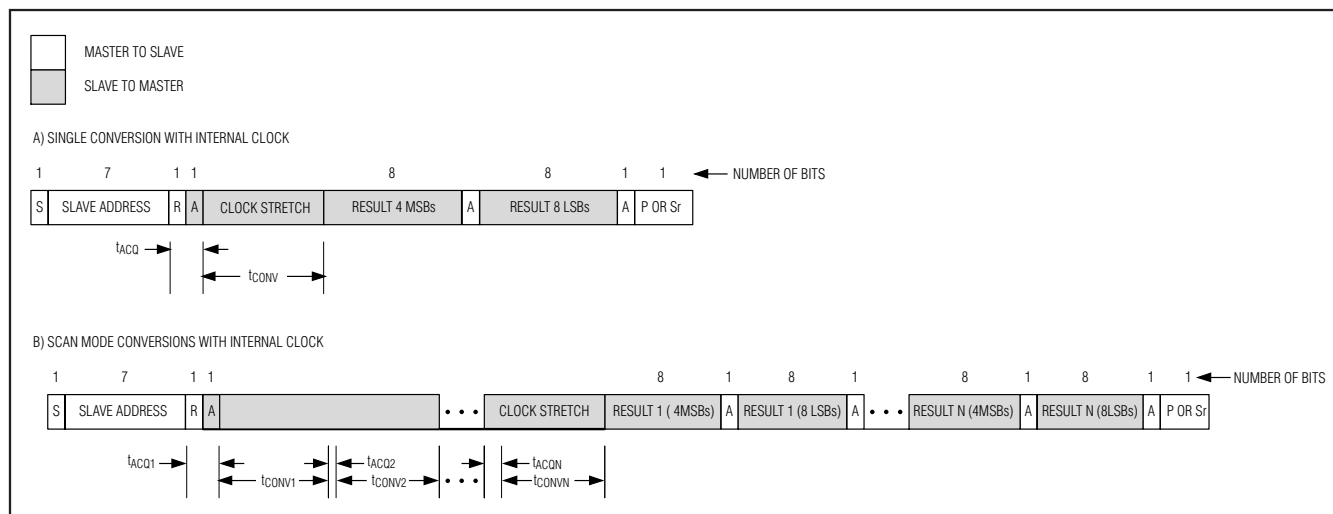 MASTER TO SLAVE
SLAVE TO MASTER
A) SINGLE CONVERSION WITH INTERNAL CLOCK
1 7 1 1 8 8 1 1 NUMBER OF BITS
S SLAVE ADDRESS R A CLOCK STRETCH RESULT 4 MSBs A RESULT 8 LSBs A P OR Sr
tACQ
tCONV
B) SCAN MODE CONVERSIONS WITH INTERNAL CLOCK
1 7 1 1 8 1 8 1 8 1 8 1 1 NUMBER OF BITS
S SLAVE ADDRESS R A CLOCK STRETCH RESULT 1 ( 4MSBs) A RESULT 1 (8 LSBs) A RESULT N (4MSBs) A RESULT N (8LSBs) A P OR Sr
tACQ1 tACQ2 tACQN
tCONV1 tCONV2 tCONVN